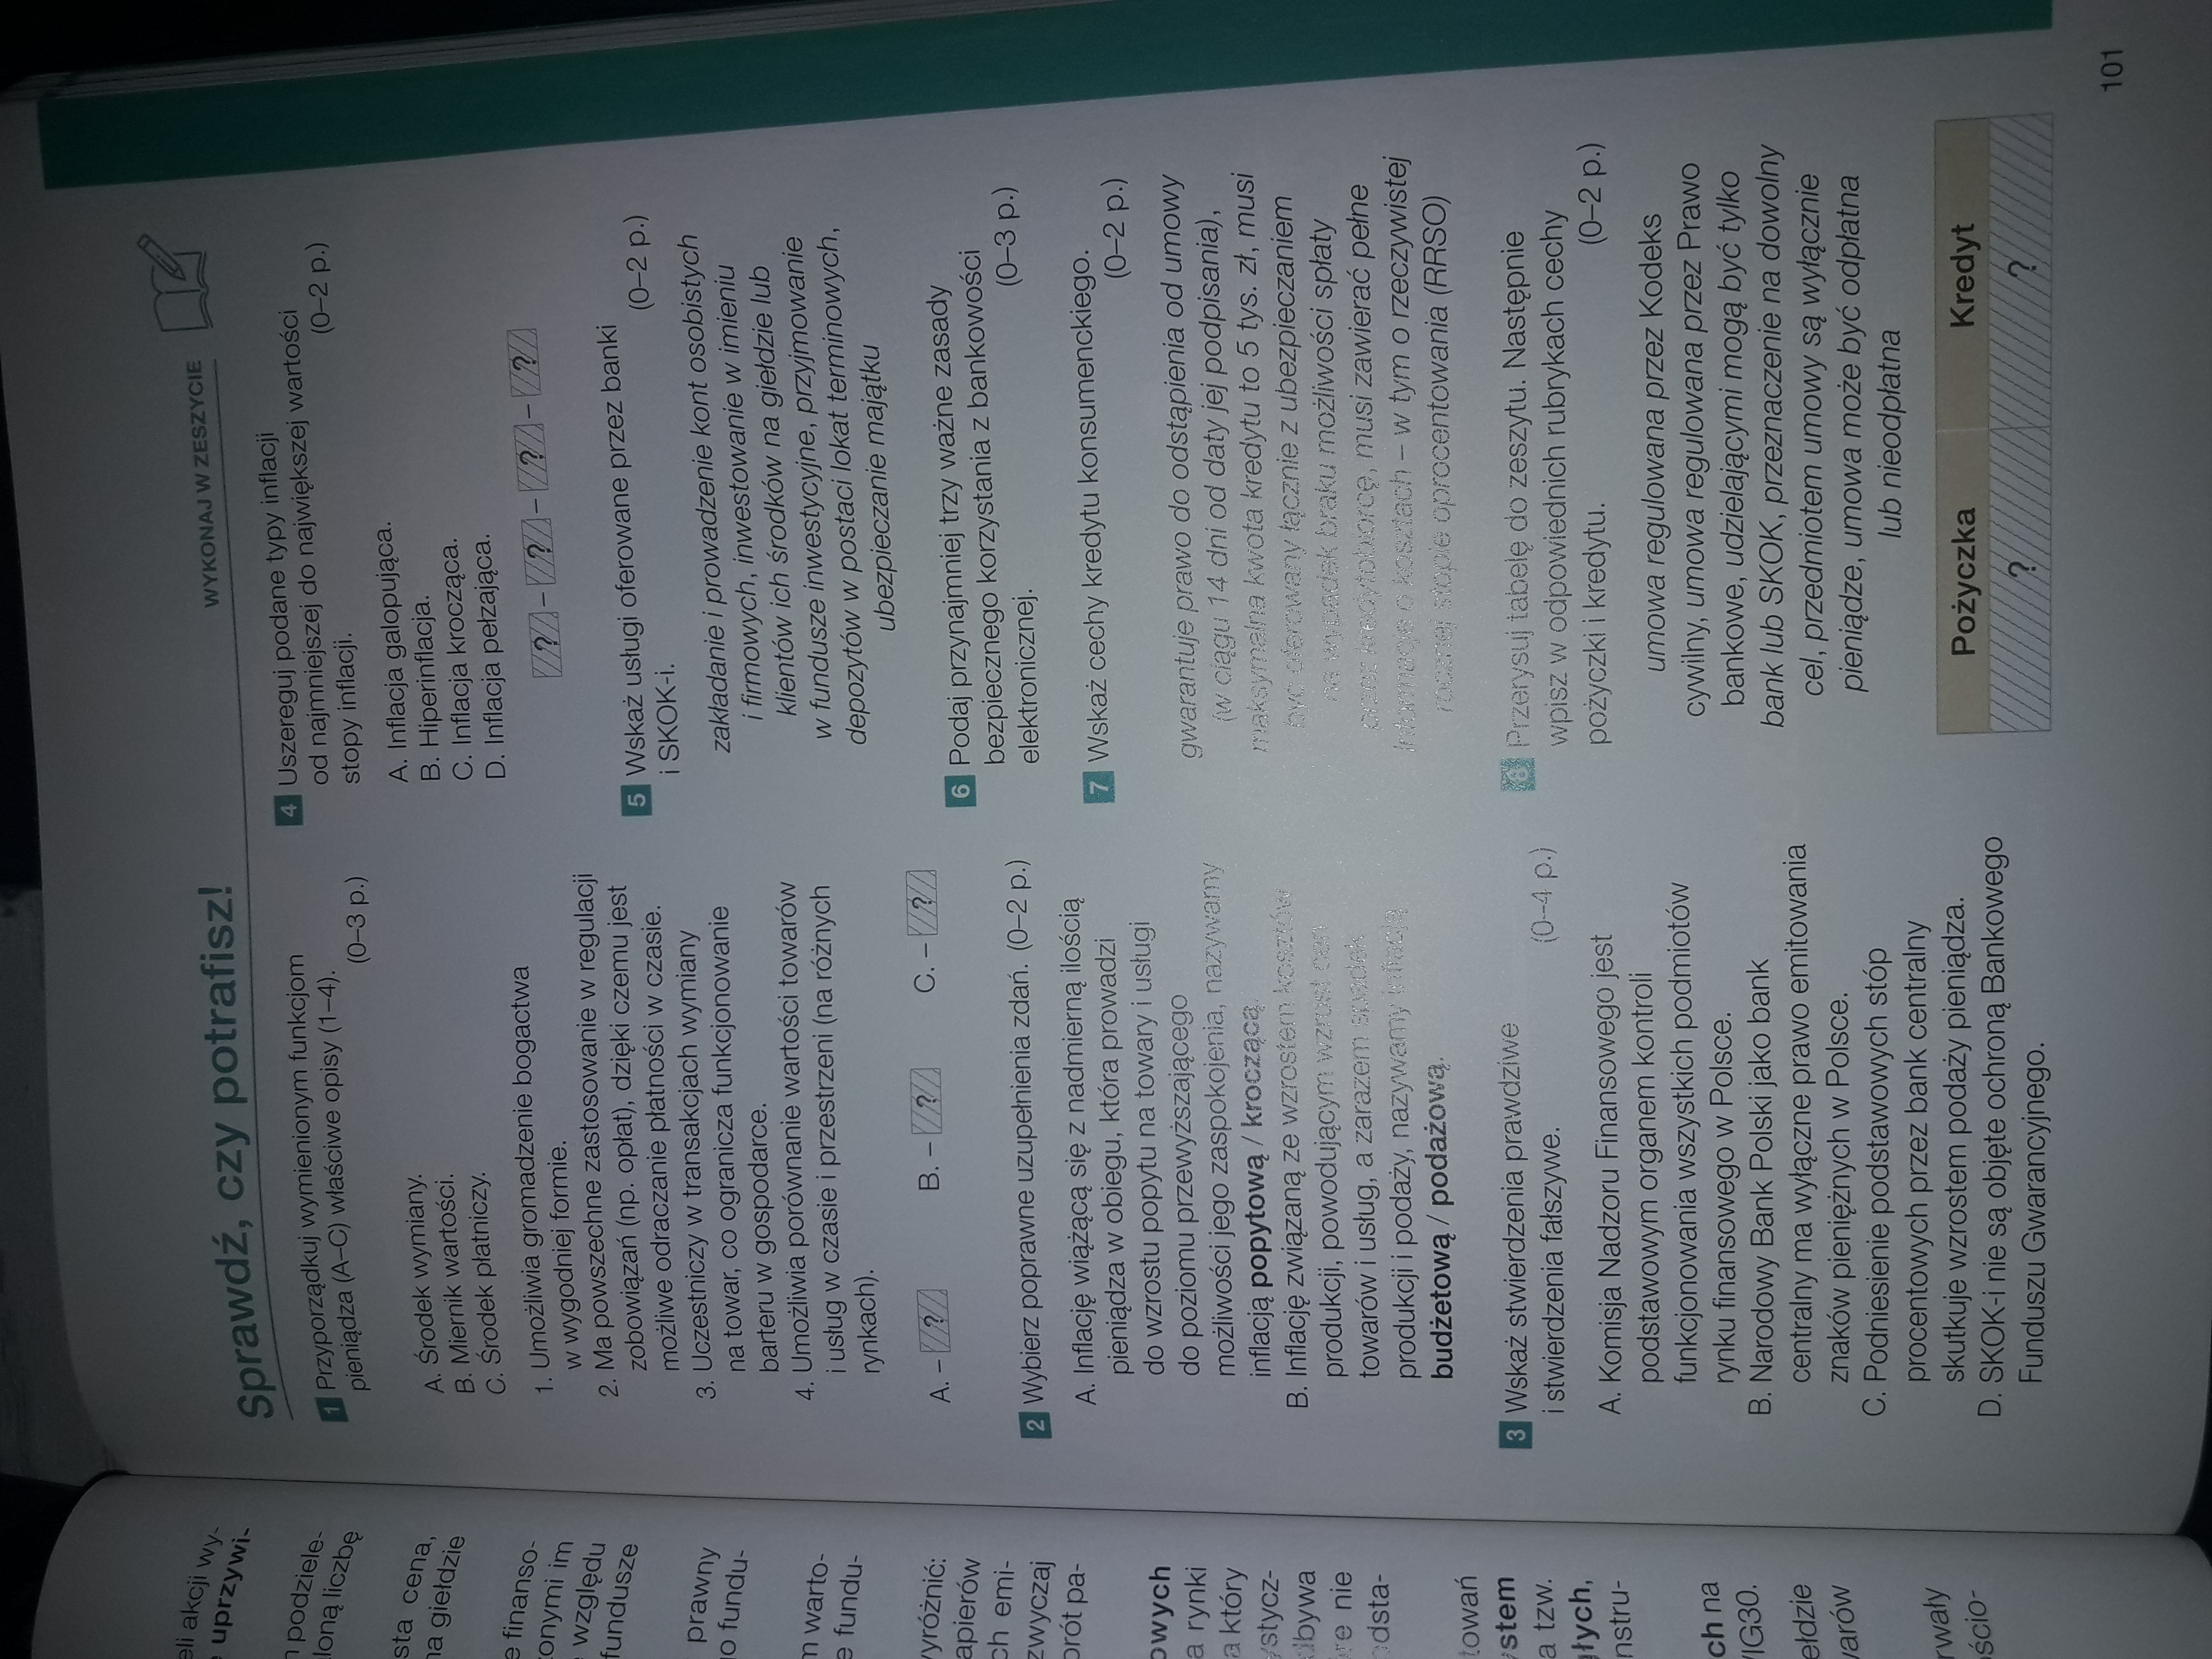 eli akcji wy-
uprzywi-
podziele-
loną liczbę
sta cena,
na giełdzie
e finanso-
zonymi im
względu
fundusze
prawny
o fundu-
m warto-
e fundu-
yróżnić:
apierów
ch emi-
zwyczaj
brót pa-
owych
a rynki
a który
ystycz-
dbywa
óre nie
odsta-
towań
ystem
a tzw.
głych,
nstru-
ch na
WIG30.
ełdzie
warów
rwały
ościo-
Sprawdź, czy potrafisz!
WYKONAJ W ZESZYCIE
1 Przyporządkuj wymienionym funkcjom
pieniądza (A–C) właściwe opisy (1–4).
(0–3 p.)
A. Środek wymiany.
B. Miernik wartości.
C. Środek płatniczy.
1. Umożliwia gromadzenie bogactwa
w wygodniej formie.
2. Ma powszechne zastosowanie w regulacji
zobowiązań (np. opłat), dzięki czemu jest
możliwe odraczanie płatności w czasie.
3. Uczestniczy w transakcjach wymiany
na towar, co ogranicza funkcjonowanie
barteru w gospodarce.
4. Umożliwia porównanie wartości towarów
i usług w czasie i przestrzeni (na różnych
rynkach).
A. – ? B. – ? C. – ?
2 Wybierz poprawne uzupełnienia zdań. (0–2 p.)
A. Inflację wiążącą się z nadmierną ilością
pieniądza w obiegu, która prowadzi
do wzrostu popytu na towary i usługi
do poziomu przewyższającego
możliwości jego zaspokojenia, nazywamy
inflacją popytową / kroczącą.
B. Inflację związaną ze wzrostem kosztów
produkcji, powodującym wzrost cen
towarów i usług, a zarazem spadek
produkcji i podaży, nazywamy inflacją
budżetową / podażową.
3 Wskaż stwierdzenia prawdziwe
i stwierdzenia fałszywe. (0–4 p.)
A. Komisja Nadzoru Finansowego jest
podstawowym organem kontroli
funkcjonowania wszystkich podmiotów
rynku finansowego w Polsce.
B. Narodowy Bank Polski jako bank
centralny ma wyłączne prawo emitowania
znaków pieniężnych w Polsce.
C. Podniesienie podstawowych stóp
procentowych przez bank centralny
skutkuje wzrostem podaży pieniądza.
D. SKOK-i nie są objęte ochroną Bankowego
Funduszu Gwarancyjnego.
4 Uszereguj podane typy inflacji
od najmniejszej do największej wartości
stopy inflacji. (0–2 p.)
A. Inflacja galopująca.
B. Hiperinflacja.
C. Inflacja krocząca.
D. Inflacja pełzająca.
? – ? – ? – ?
5 Wskaż usługi oferowane przez banki
i SKOK-i. (0–2 p.)
zakładanie i prowadzenie kont osobistych
i firmowych, inwestowanie w imieniu
klientów ich środków na giełdzie lub
w fundusze inwestycyjne, przyjmowanie
depozytów w postaci lokat terminowych,
ubezpieczanie majątku
6 Podaj przynajmniej trzy ważne zasady
bezpiecznego korzystania z bankowości
elektronicznej. (0–3 p.)
7 Wskaż cechy kredytu konsumenckiego.
(0–2 p.)
gwarantuje prawo do odstąpienia od umowy
(w ciągu 14 dni od daty jej podpisania),
maksymalna kwota kredytu to 5 tys. zł, musi
być oferowany łącznie z ubezpieczaniem
na wypadek braku możliwości spłaty
przez kredytobiorcę, musi zawierać pełne
informacje o kosztach – w tym o rzeczywistej
rocznej stopie oprocentowania (RRSO)
8 Przerysuj tabelę do zeszytu. Następnie
wpisz w odpowiednich rubrykach cechy
pożyczki i kredytu. (0–2 p.)
umowa regulowana przez Kodeks
cywilny, umowa regulowana przez Prawo
bankowe, udzielającymi mogą być tylko
bank lub SKOK, przeznaczenie na dowolny
cel, przedmiotem umowy są wyłącznie
pieniądze, umowa może być odpłatna
lub nieodpłatna
Pożyczka Kredyt
? ?
101